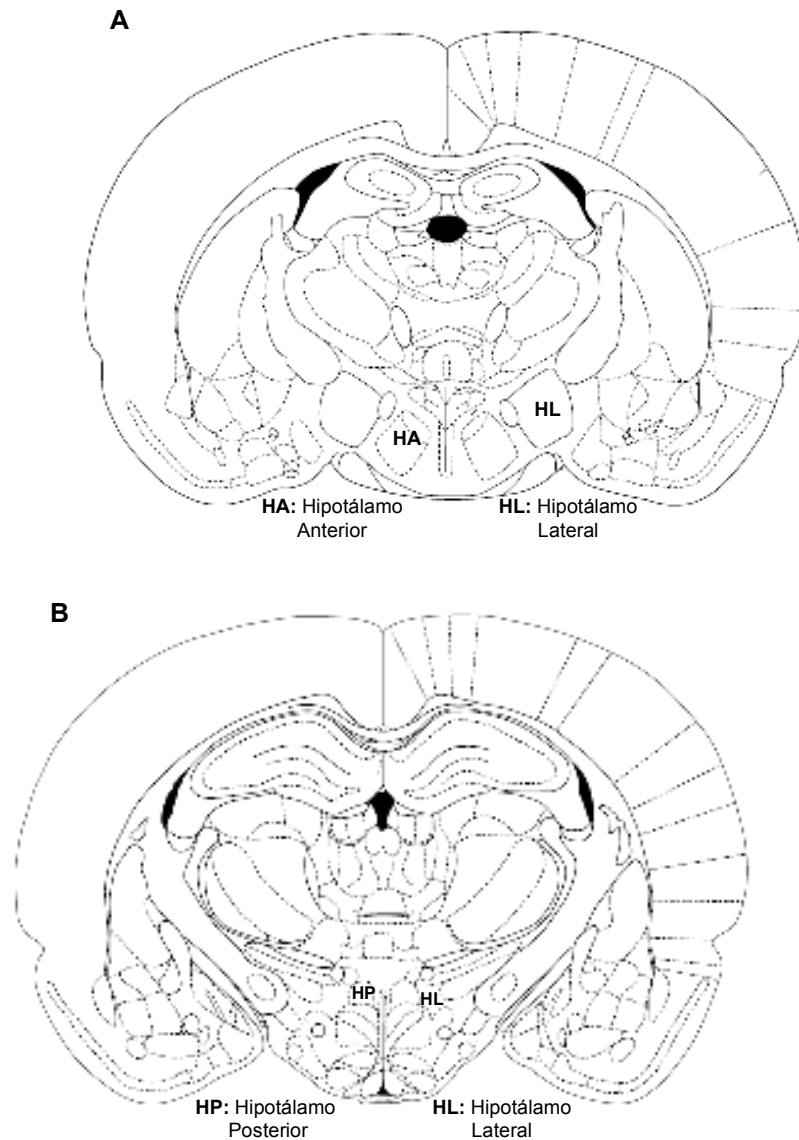 A
HA
HL
HA: Hipotálamo
Anterior
HL: Hipotálamo
Lateral
B
HP
HL
HP: Hipotálamo
Posterior
HL: Hipotálamo
Lateral